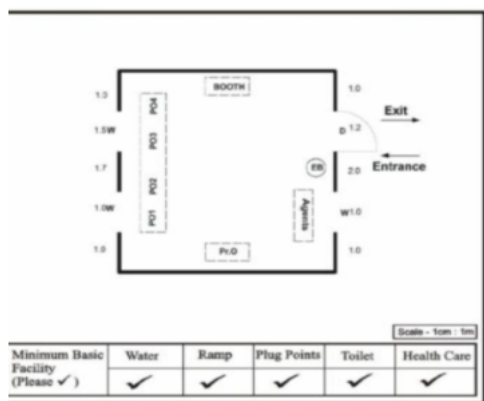 BOOTH
1.0
1.0
PO4
Exit
1.5W
D 1.2
PO3
1.7
EB
2.0
Entrance
PO2
Agents
1.0W
W1.0
PO1
1.0
Pr.O
1.0
Scale - 1cm : 1m
Minimum Basic Facility (Please ✓) Water Ramp Plug Points Toilet Health Care
✓ ✓ ✓ ✓ ✓